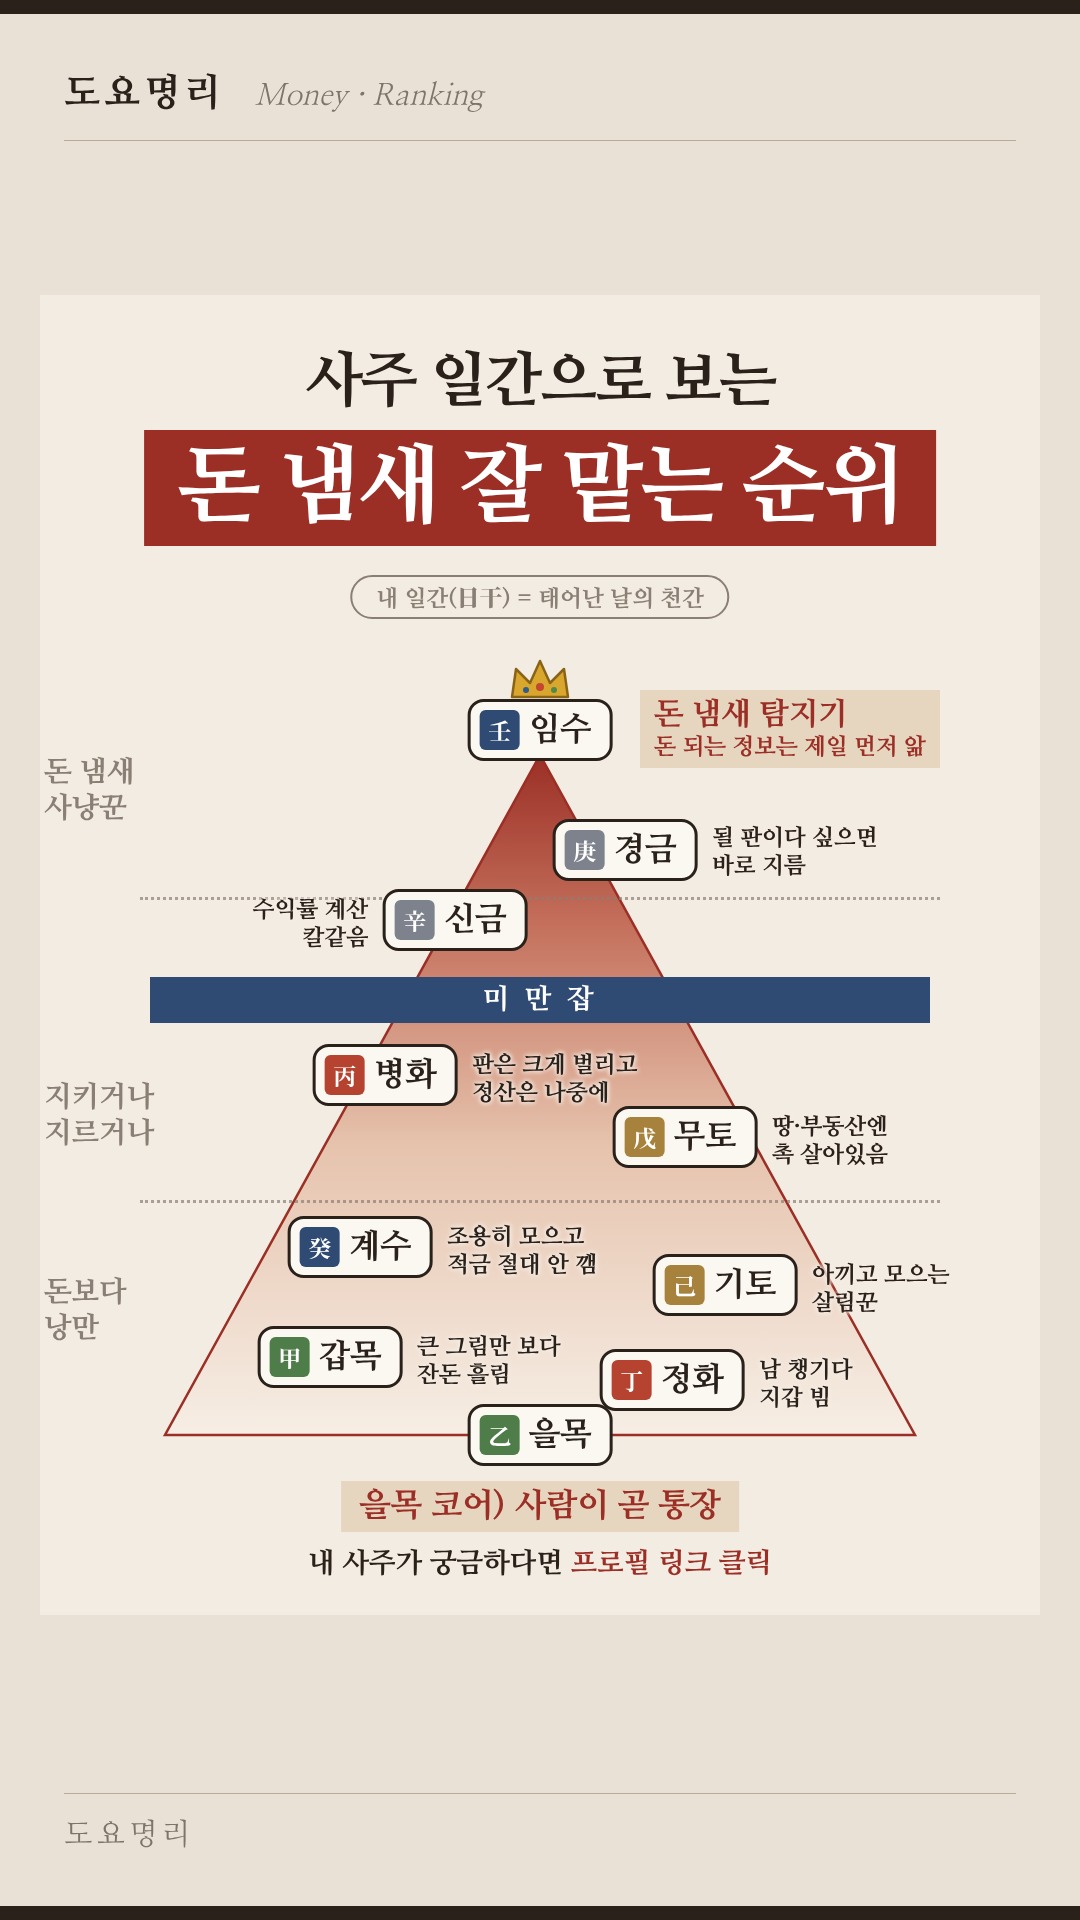 도요명리 Money · Ranking
사주 일간으로 보는
돈 냄새 잘 맡는 순위
내 일간(日干) = 태어난 날의 천간
壬 임수
돈 냄새 탐지기
돈 되는 정보는 제일 먼저 앎
돈 냄새
사냥꾼
庚 경금
될 판이다 싶으면
바로 지름
수익률 계산
칼같음
辛 신금
미만잡
丙 병화
판은 크게 벌리고
정산은 나중에
지키거나
지르거나
戊 무토
땅·부동산엔
촉 살아있음
癸 계수
조용히 모으고
적금 절대 안 깸
己 기토
아끼고 모으는
살림꾼
돈보다
낭만
甲 갑목
큰 그림만 보다
잔돈 흘림
丁 정화
남 챙기다
지갑 빔
乙 을목
을목 코어) 사람이 곧 통장
내 사주가 궁금하다면 프로필 링크 클릭
도요명리